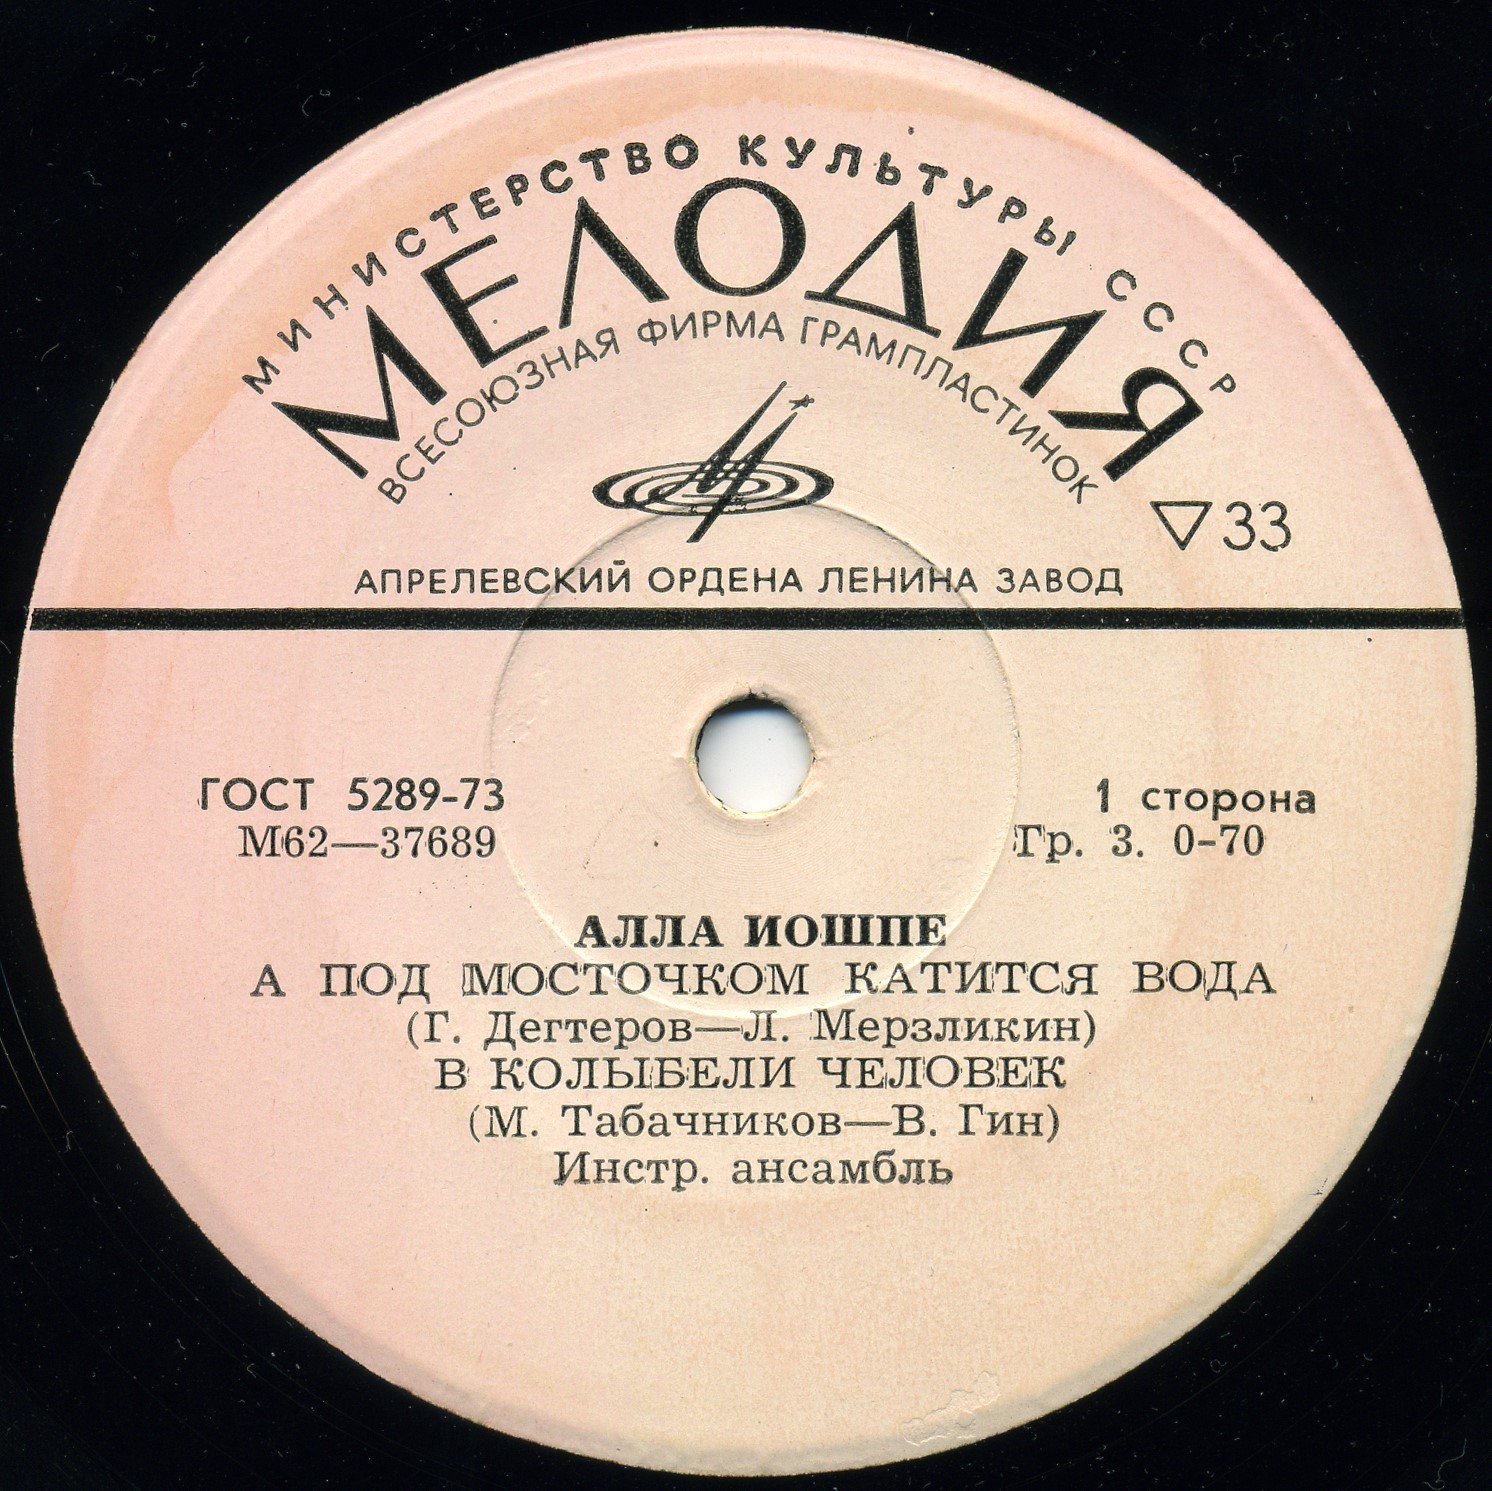 МИНИСТЕРСТВО КУЛЬТУРЫ СССР
МЕЛОДИЯ
ВСЕСОЮЗНАЯ ФИРМА ГРАМПЛАСТИНОК
33
АПРЕЛЕВСКИЙ ОРДЕНА ЛЕНИНА ЗАВОД
ГОСТ 5289-73
М62—37689
1 сторона
Гр. 3. 0-70
АЛЛА ИОШПЕ
А ПОД МОСТОЧКОМ КАТИТСЯ ВОДА
(Г. Дегтеров—Л. Мерзликин)
В КОЛЫБЕЛИ ЧЕЛОВЕК
(М. Табачников—В. Гин)
Инстр. ансамбль